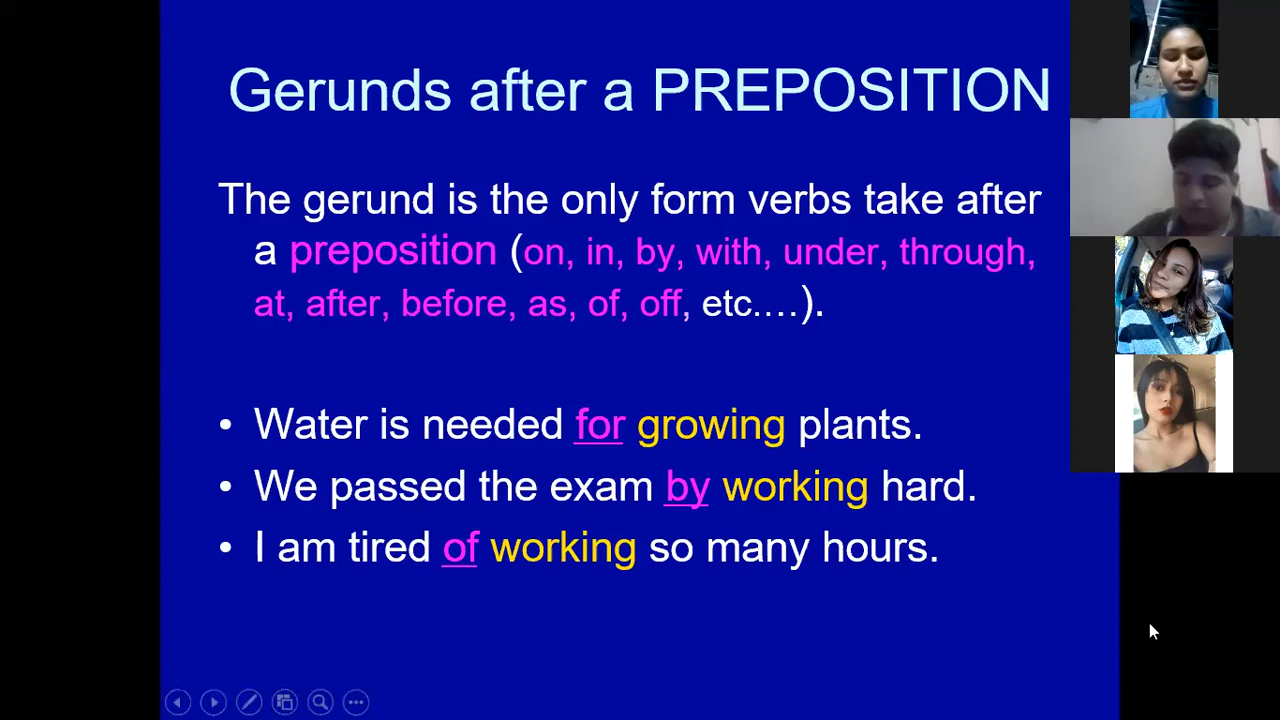 Gerunds after a PREPOSITION
The gerund is the only form verbs take after
a preposition (on, in, by, with, under, through,
at, after, before, as, of, off, etc.…).
• Water is needed for growing plants.
• We passed the exam by working hard.
• I am tired of working so many hours.